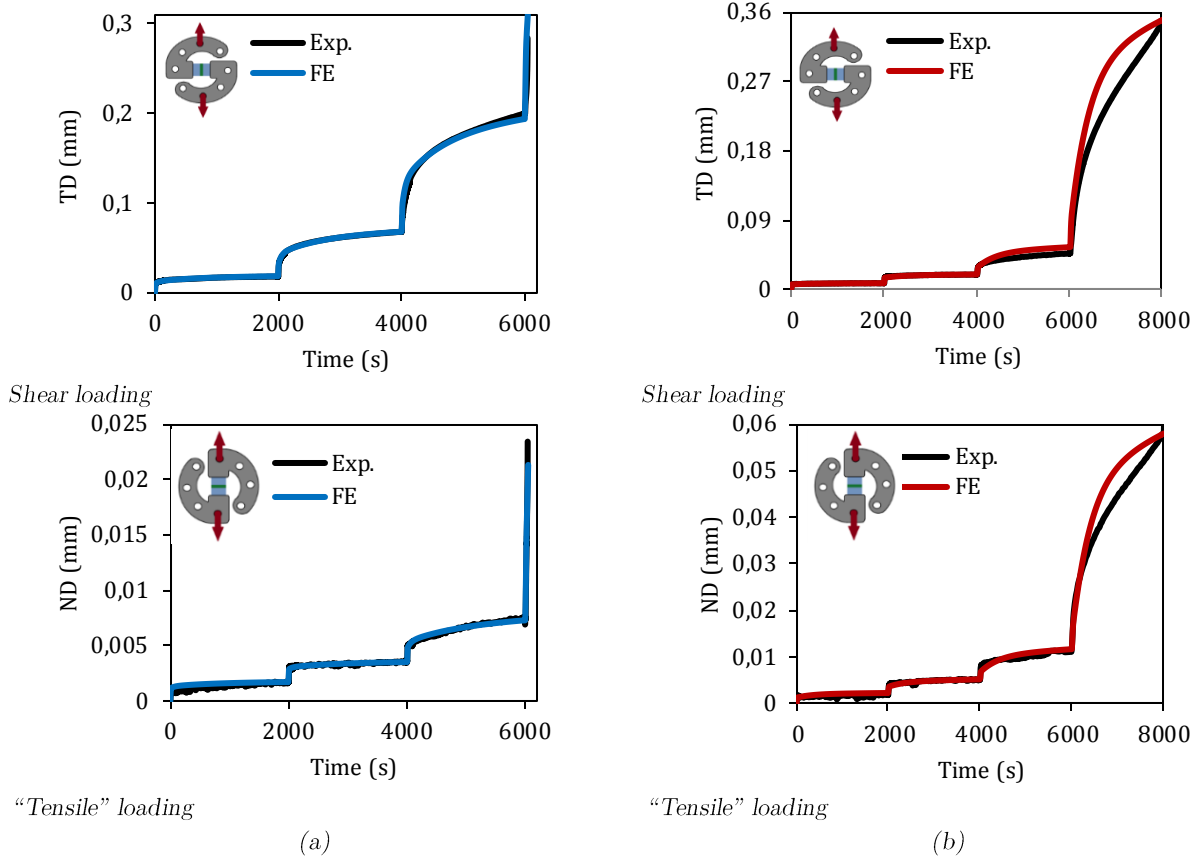 0,3
0,2
0,1
0
TD (mm)
Exp.
FE
0 2000 4000 6000
Time (s)
Shear loading
0,36
0,27
0,18
0,09
0
TD (mm)
Exp.
FE
0 2000 4000 6000 8000
Time (s)
Shear loading
0,025
0,02
0,015
0,01
0,005
0
ND (mm)
Exp.
FE
0 2000 4000 6000
Time (s)
“Tensile” loading
(a)
0,06
0,05
0,04
0,03
0,02
0,01
0
ND (mm)
Exp.
FE
0 2000 4000 6000 8000
Time (s)
“Tensile” loading
(b)